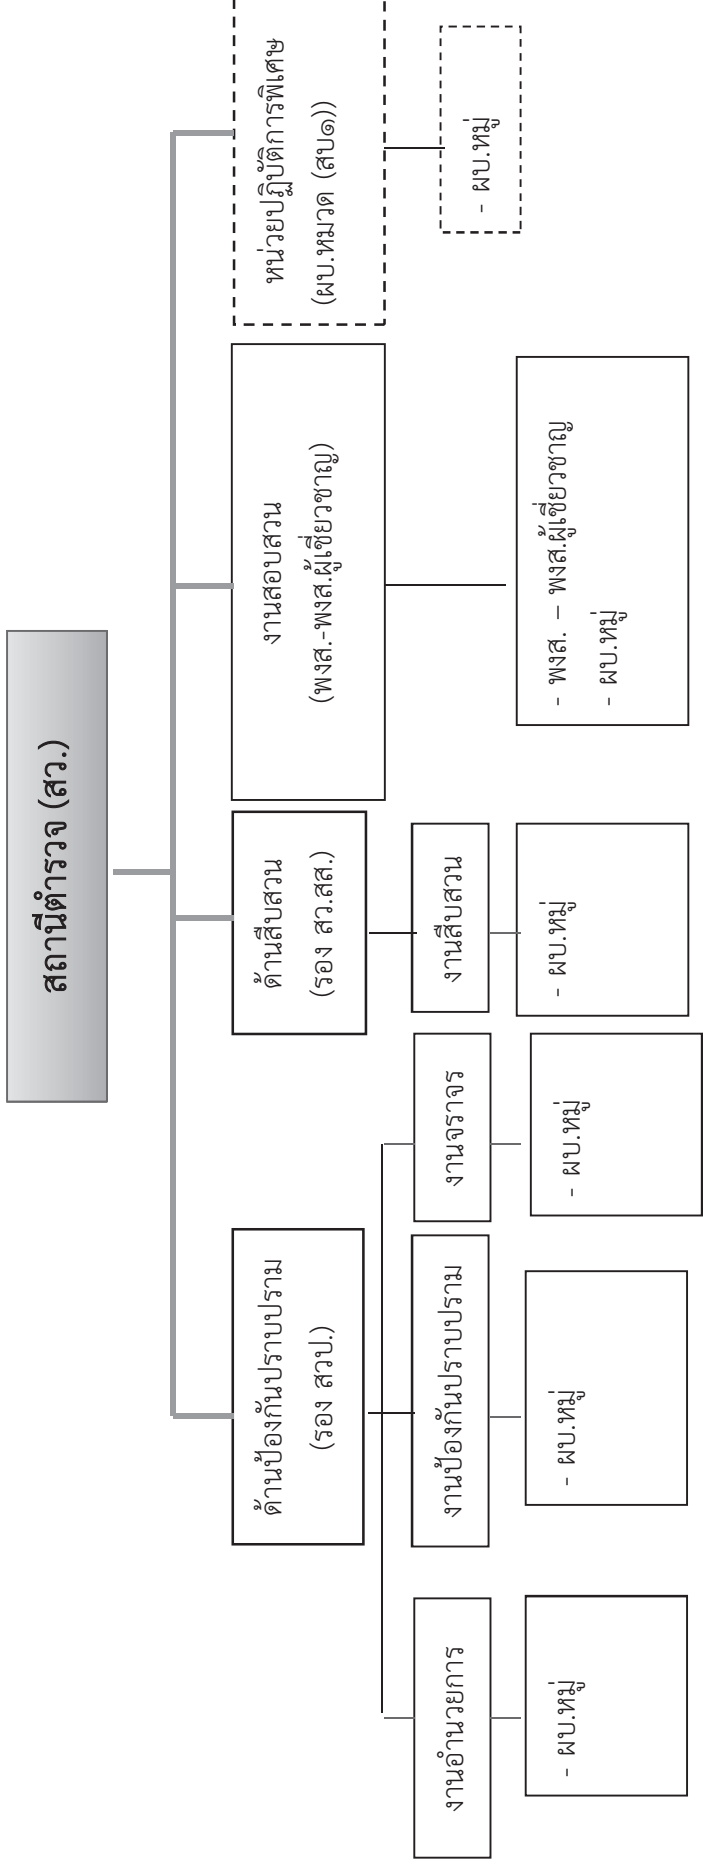 สถานีตำรวจ (สว.)
ด้านป้องกันปราบปราม
(รอง สวป.)
ด้านสืบสวน
(รอง สว.สส.)
งานสอบสวน
(พงส.-พงส.ผู้เชี่ยวชาญ)
หน่วยปฏิบัติการพิเศษ
(ผบ.หมวด (สบ๑))
งานอำนวยการ
งานป้องกันปราบปราม
งานจราจร
งานสืบสวน
- ผบ.หมู่
- ผบ.หมู่
- ผบ.หมู่
- ผบ.หมู่
- พงส. – พงส.ผู้เชี่ยวชาญ
- ผบ.หมู่
- ผบ.หมู่